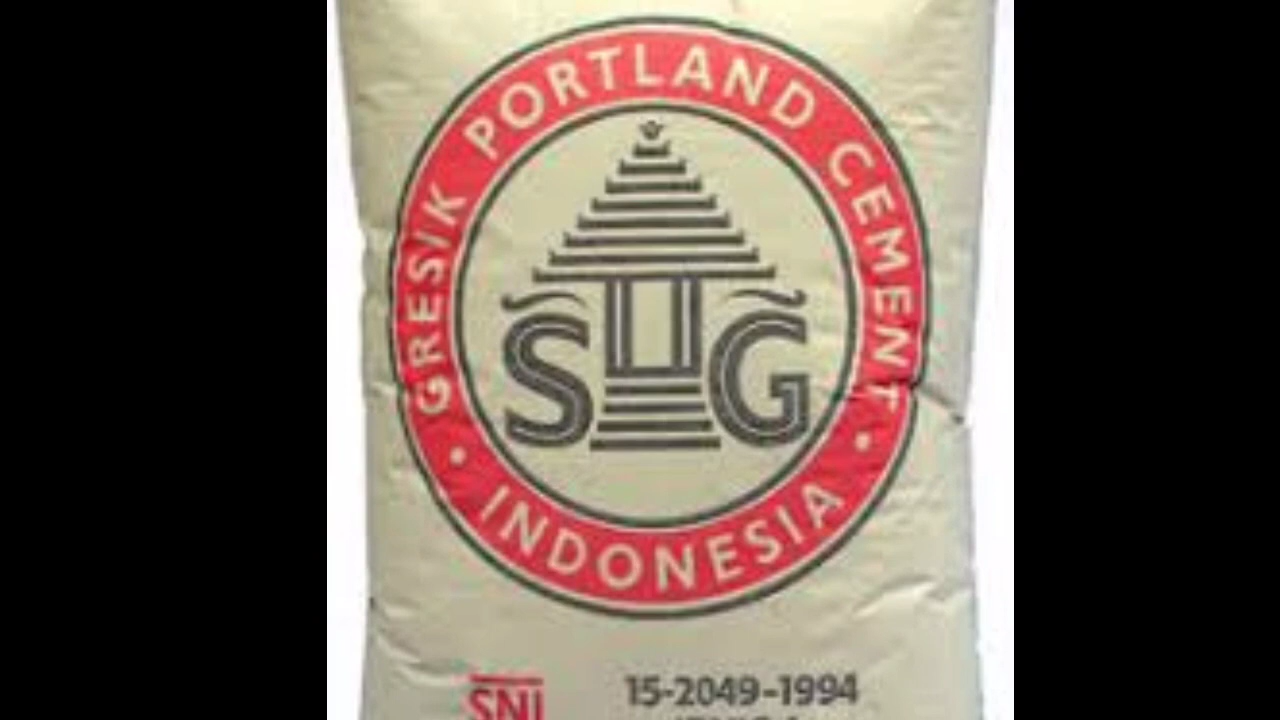 GRESIK PORTLAND CEMENT
SG
• INDONESIA •
SNI
15-2049-1994